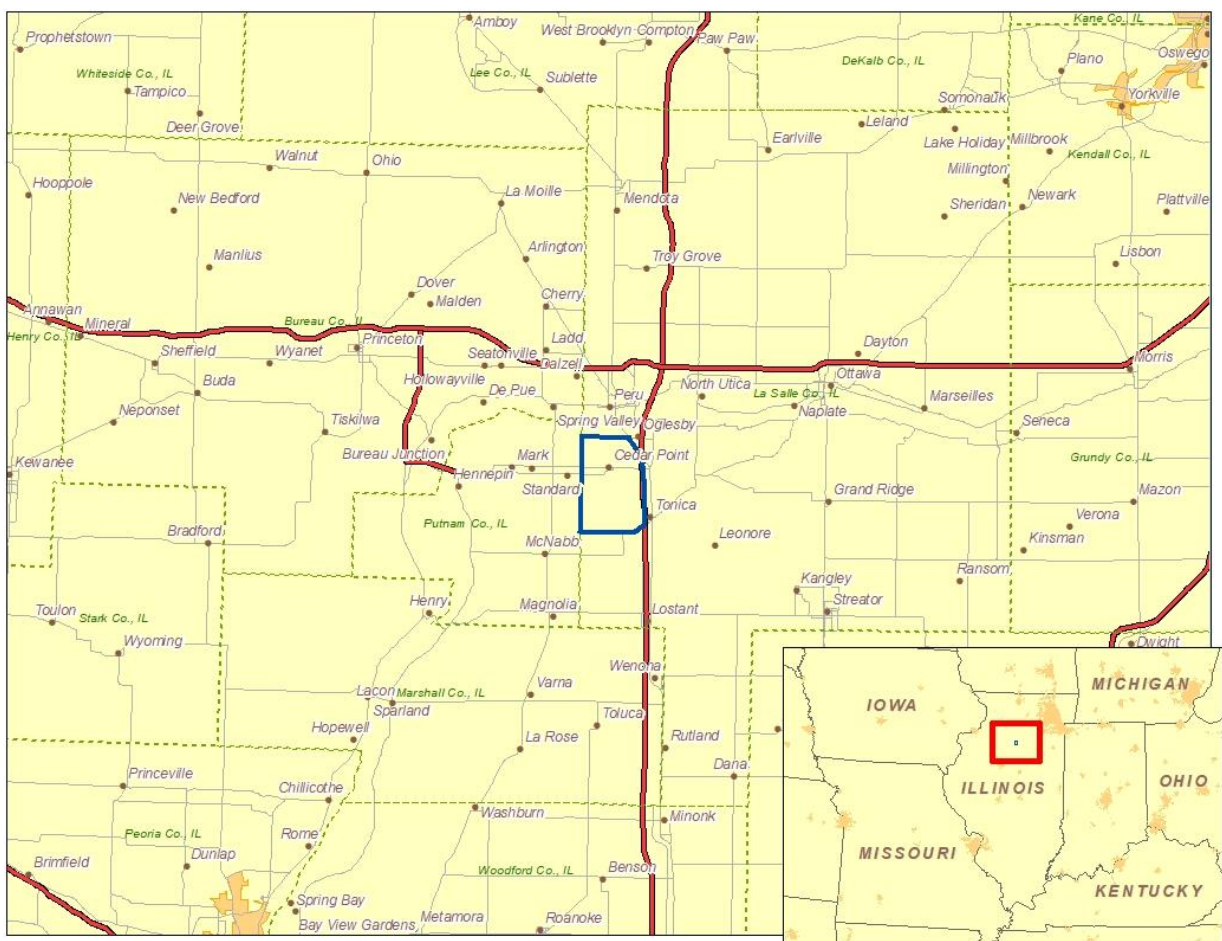 Amboy
West Brooklyn
Compton
Kane Co., IL
Prophetstown
Paw Paw
Oswego
Whiteside Co., IL
Lee Co., IL
Sublette
DeKalb Co., IL
Plano
Tampico
Yorkville
Deer Grove
Somonauk
Leland
Earlville
Lake Holiday
Millbrook
Kendall Co., IL
Walnut
Ohio
Millington
Hooppole
New Bedford
La Moille
Mendota
Sheridan
Newark
Plattville
Manlius
Arlington
Troy Grove
Lisbon
Dover
Malden
Cherry
Annawan
Mineral
Bureau Co., IL
Henry Co., IL
Princeton
Ladd
Dayton
Sheffield
Wyanet
Seatonville
Dalzell
Morris
Buda
Hollowayville
De Pue
Peru
North Utica
Ottawa
La Salle Co., IL
Marseilles
Neponset
Tiskilwa
Spring Valley
Oglesby
Naplate
Seneca
Kewanee
Bureau Junction
Hennepin
Mark
Cedar Point
Grundy Co., IL
Standard
Grand Ridge
Mazon
Bradford
Putnam Co., IL
Tonica
Verona
McNabb
Leonore
Kinsman
Toulon
Stark Co., IL
Henry
Magnolia
Lostant
Kangley
Streator
Ransom
Wyoming
Dwight
Wenona
Lacon
Marshall Co., IL
Varna
Sparland
Toluca
Hopewell
La Rose
Rutland
Dana
Princeville
Chillicothe
Washburn
Minonk
Peoria Co., IL
Rome
Brimfield
Dunlap
Woodford Co., IL
Benson
Spring Bay
Bay View Gardens
Metamora
Roanoke
IOWA
MICHIGAN
ILLINOIS
OHIO
MISSOURI
KENTUCKY